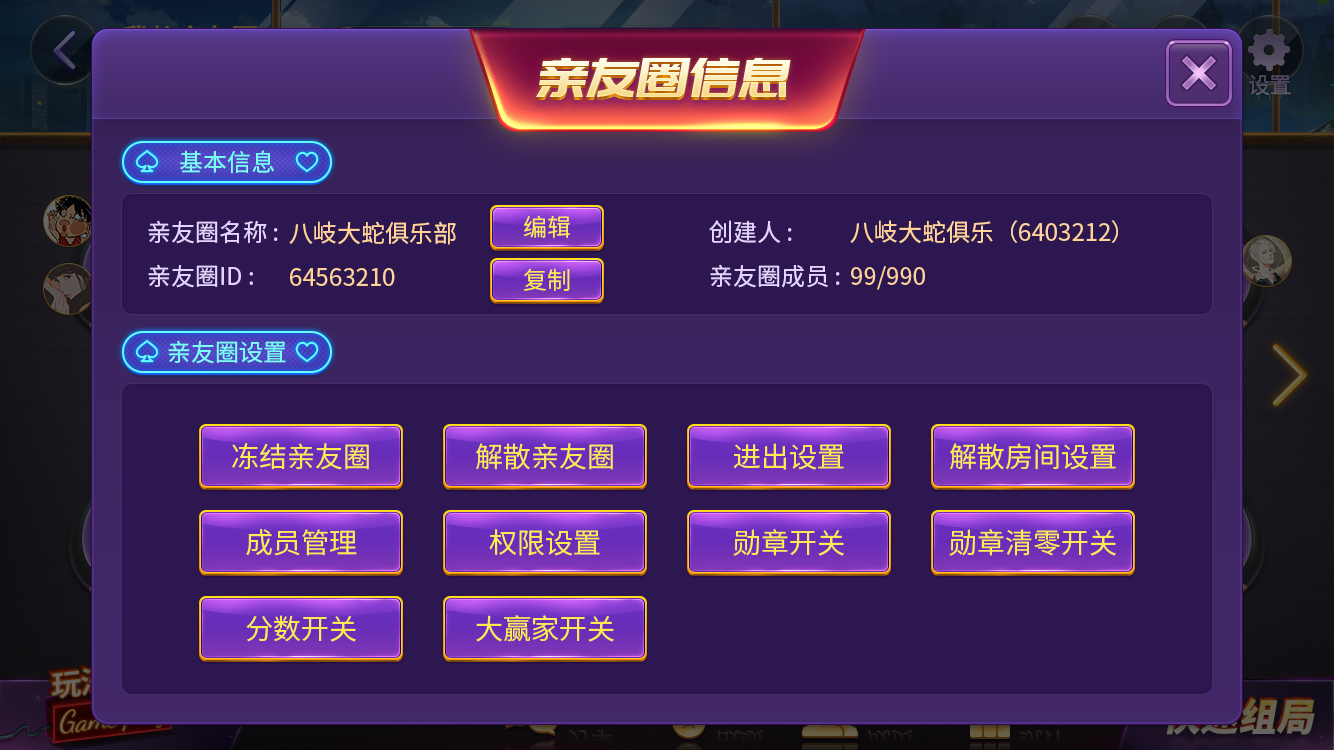 亲友圈信息
设置
基本信息
亲友圈名称: 八岐大蛇俱乐部 编辑 创建人: 八岐大蛇俱乐（6403212）
亲友圈ID: 64563210 复制 亲友圈成员: 99/990
亲友圈设置
冻结亲友圈 解散亲友圈 进出设置 解散房间设置
成员管理 权限设置 勋章开关 勋章清零开关
分数开关 大赢家开关
玩
Game
快速组局